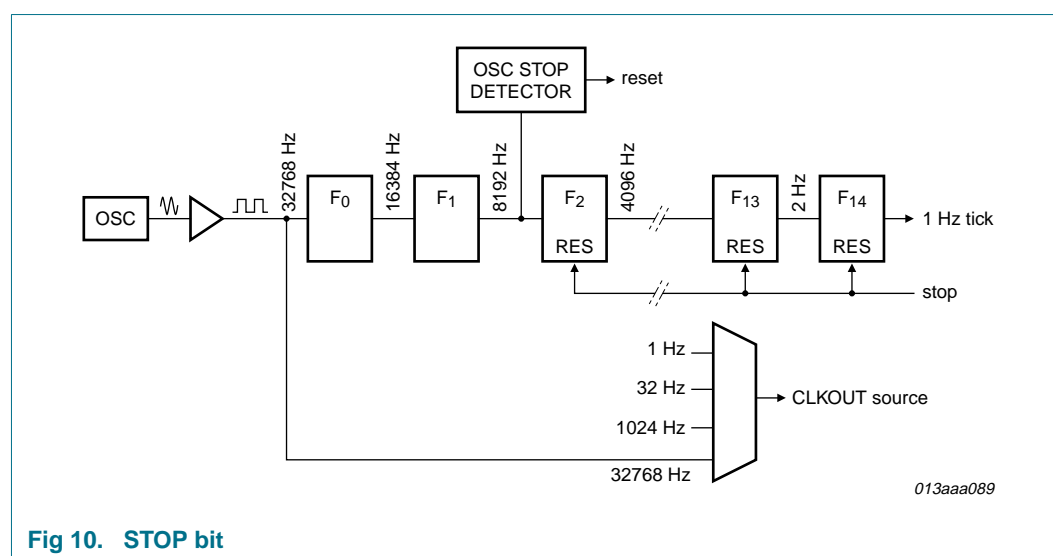 OSC STOP
DETECTOR
reset
32768 Hz
16384 Hz
8192 Hz
4096 Hz
2 Hz
OSC
F0
F1
F2
RES
F13
RES
F14
RES
1 Hz tick
stop
1 Hz
32 Hz
1024 Hz
32768 Hz
CLKOUT source
013aaa089
Fig 10. STOP bit